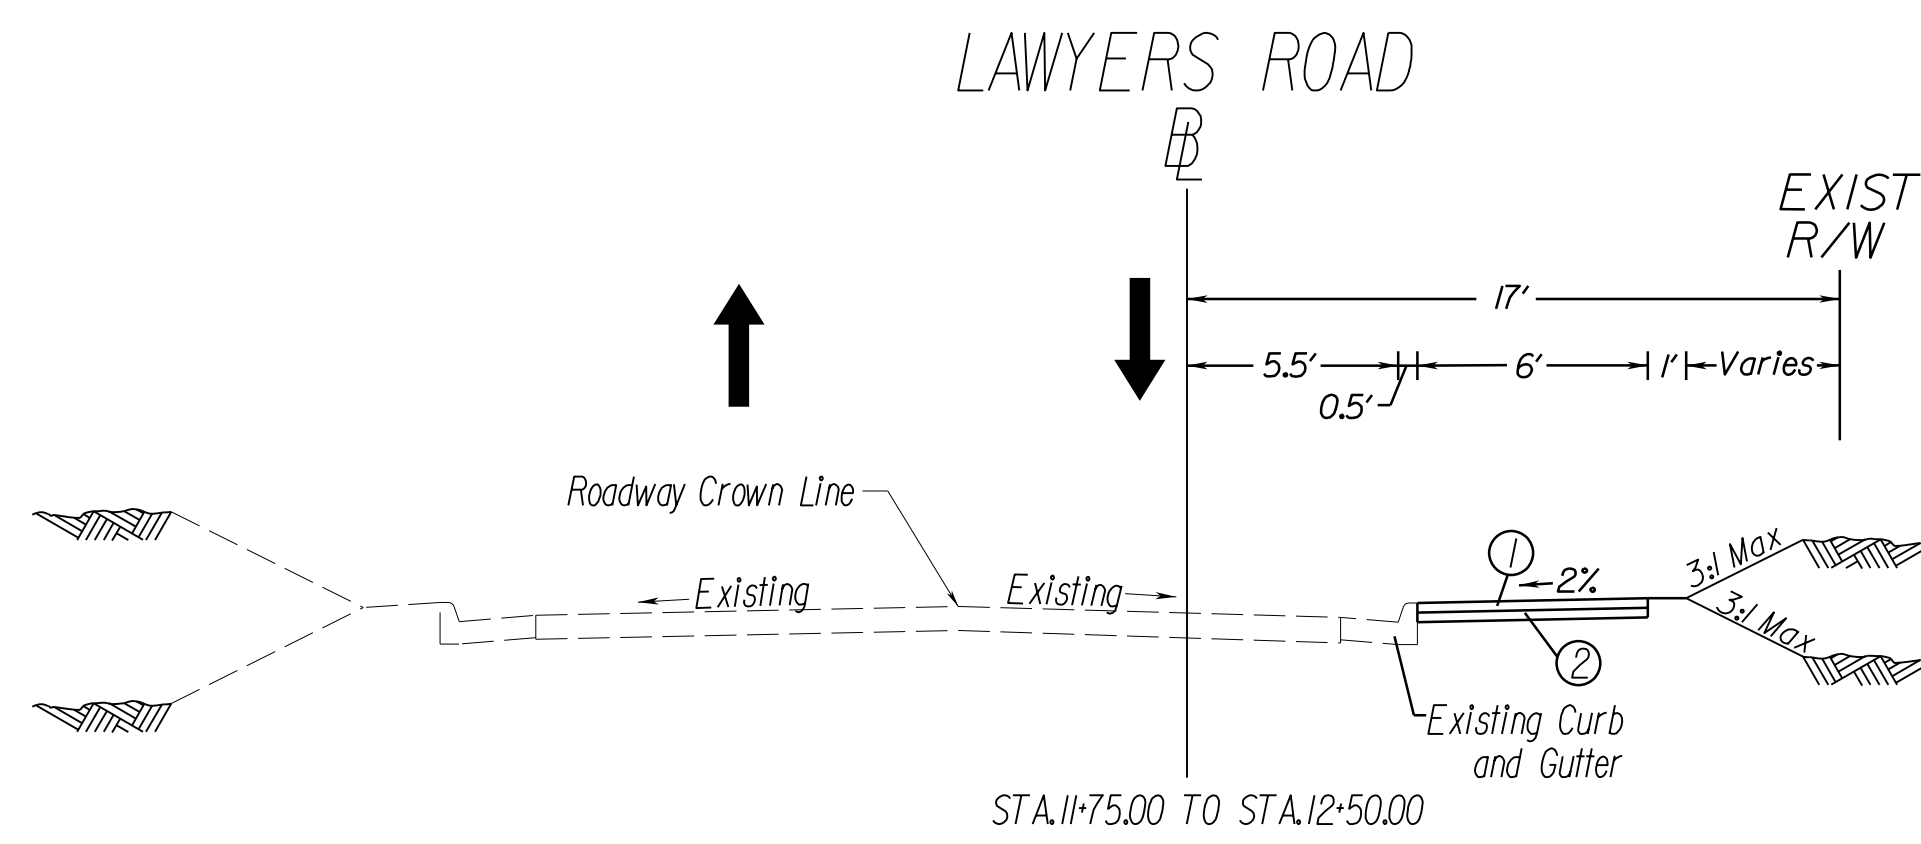 LAWYERS ROAD
BL
EXIST
R/W
17'
5.5' 6' 1' Varies
0.5'
Roadway Crown Line
Existing Existing
1
2%
3:1 Max
3:1 Max
2
Existing Curb
and Gutter
STA.11+75.00 TO STA.12+50.00